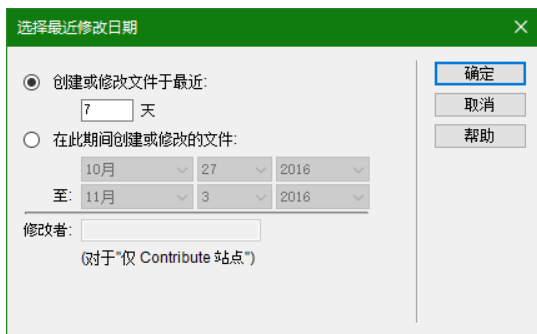 选择最近修改日期
创建或修改文件于最近:
7 天
在此期间创建或修改的文件:
10月 27 2016
至: 11月 3 2016
修改者:
(对于"仅 Contribute 站点")
确定
取消
帮助